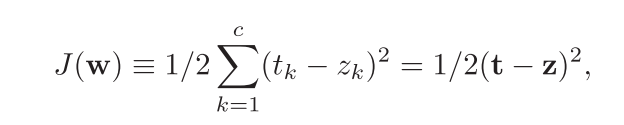 J(𝐰) ≡ 1/2 ∑_{k=1}^{c} (t_k − z_k)² = 1/2(𝐭 − 𝐳)²,